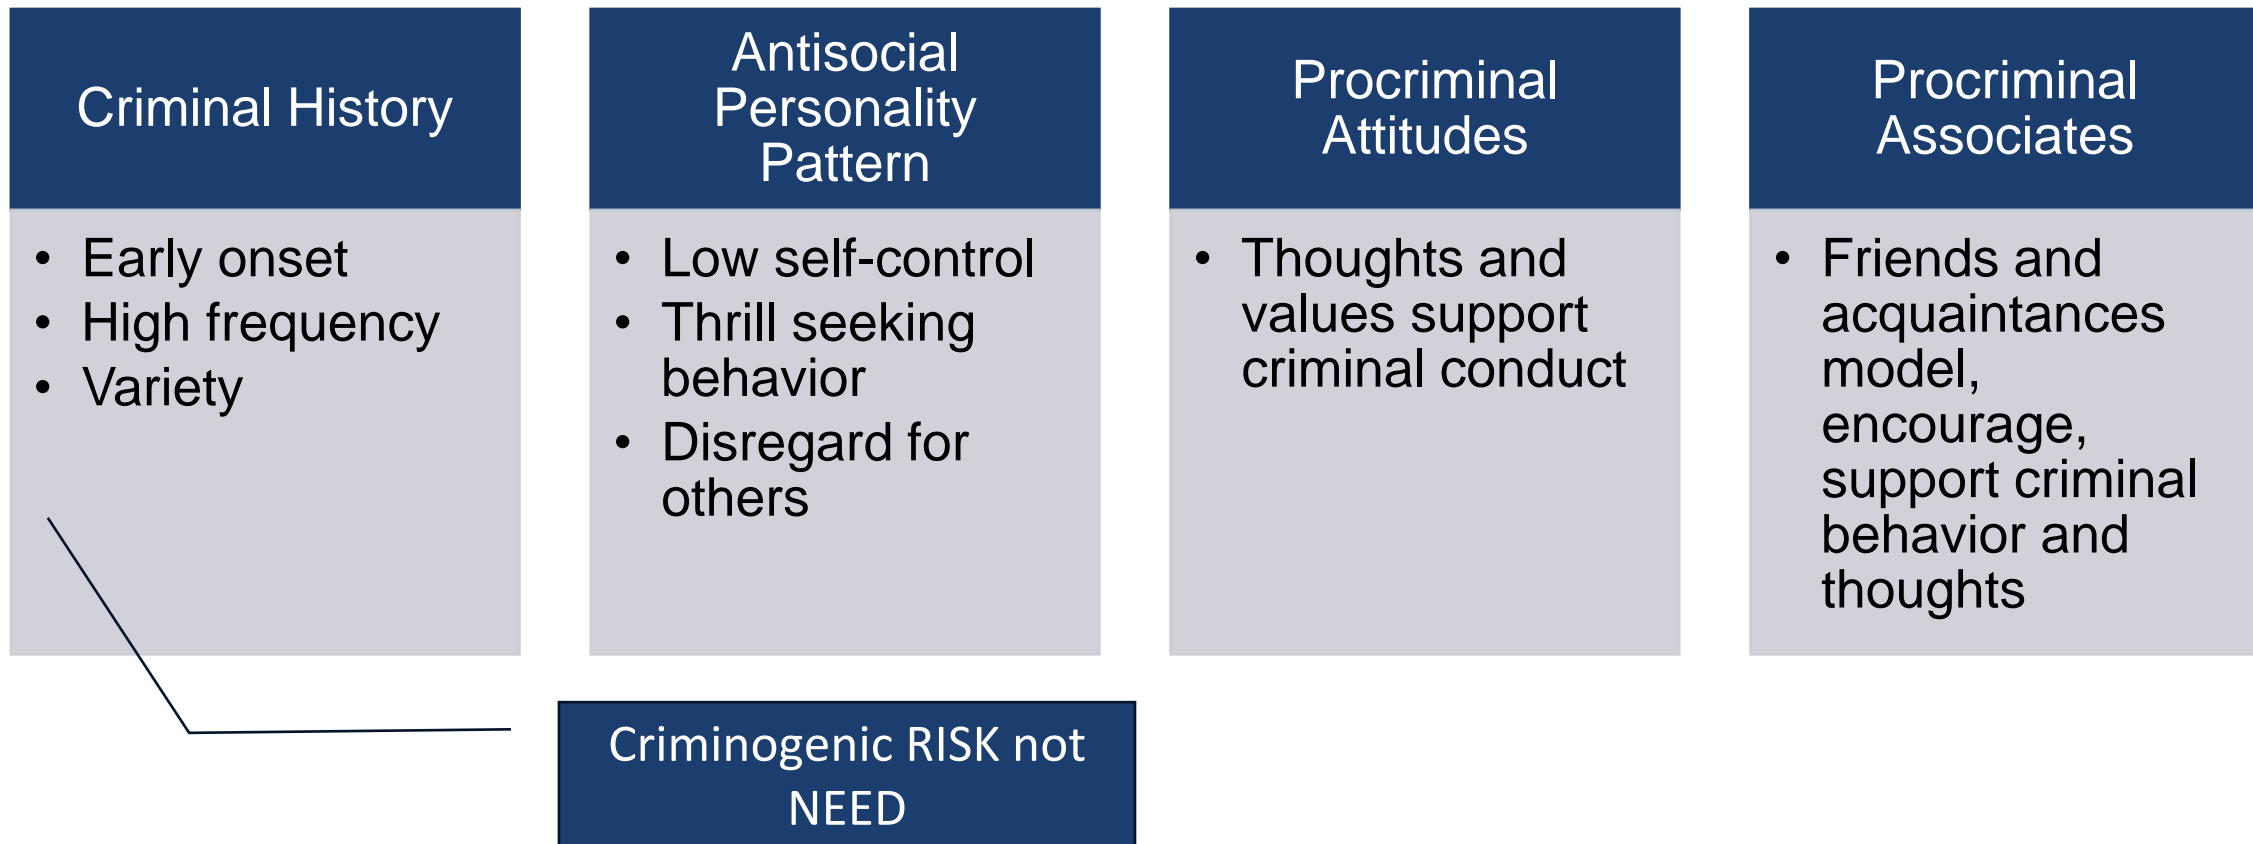 Criminal History
• Early onset
• High frequency
• Variety
Antisocial
Personality
Pattern
• Low self-control
• Thrill seeking
behavior
• Disregard for
others
Procriminal
Attitudes
• Thoughts and
values support
criminal conduct
Procriminal
Associates
• Friends and
acquaintances
model,
encourage,
support criminal
behavior and
thoughts
Criminogenic RISK not
NEED